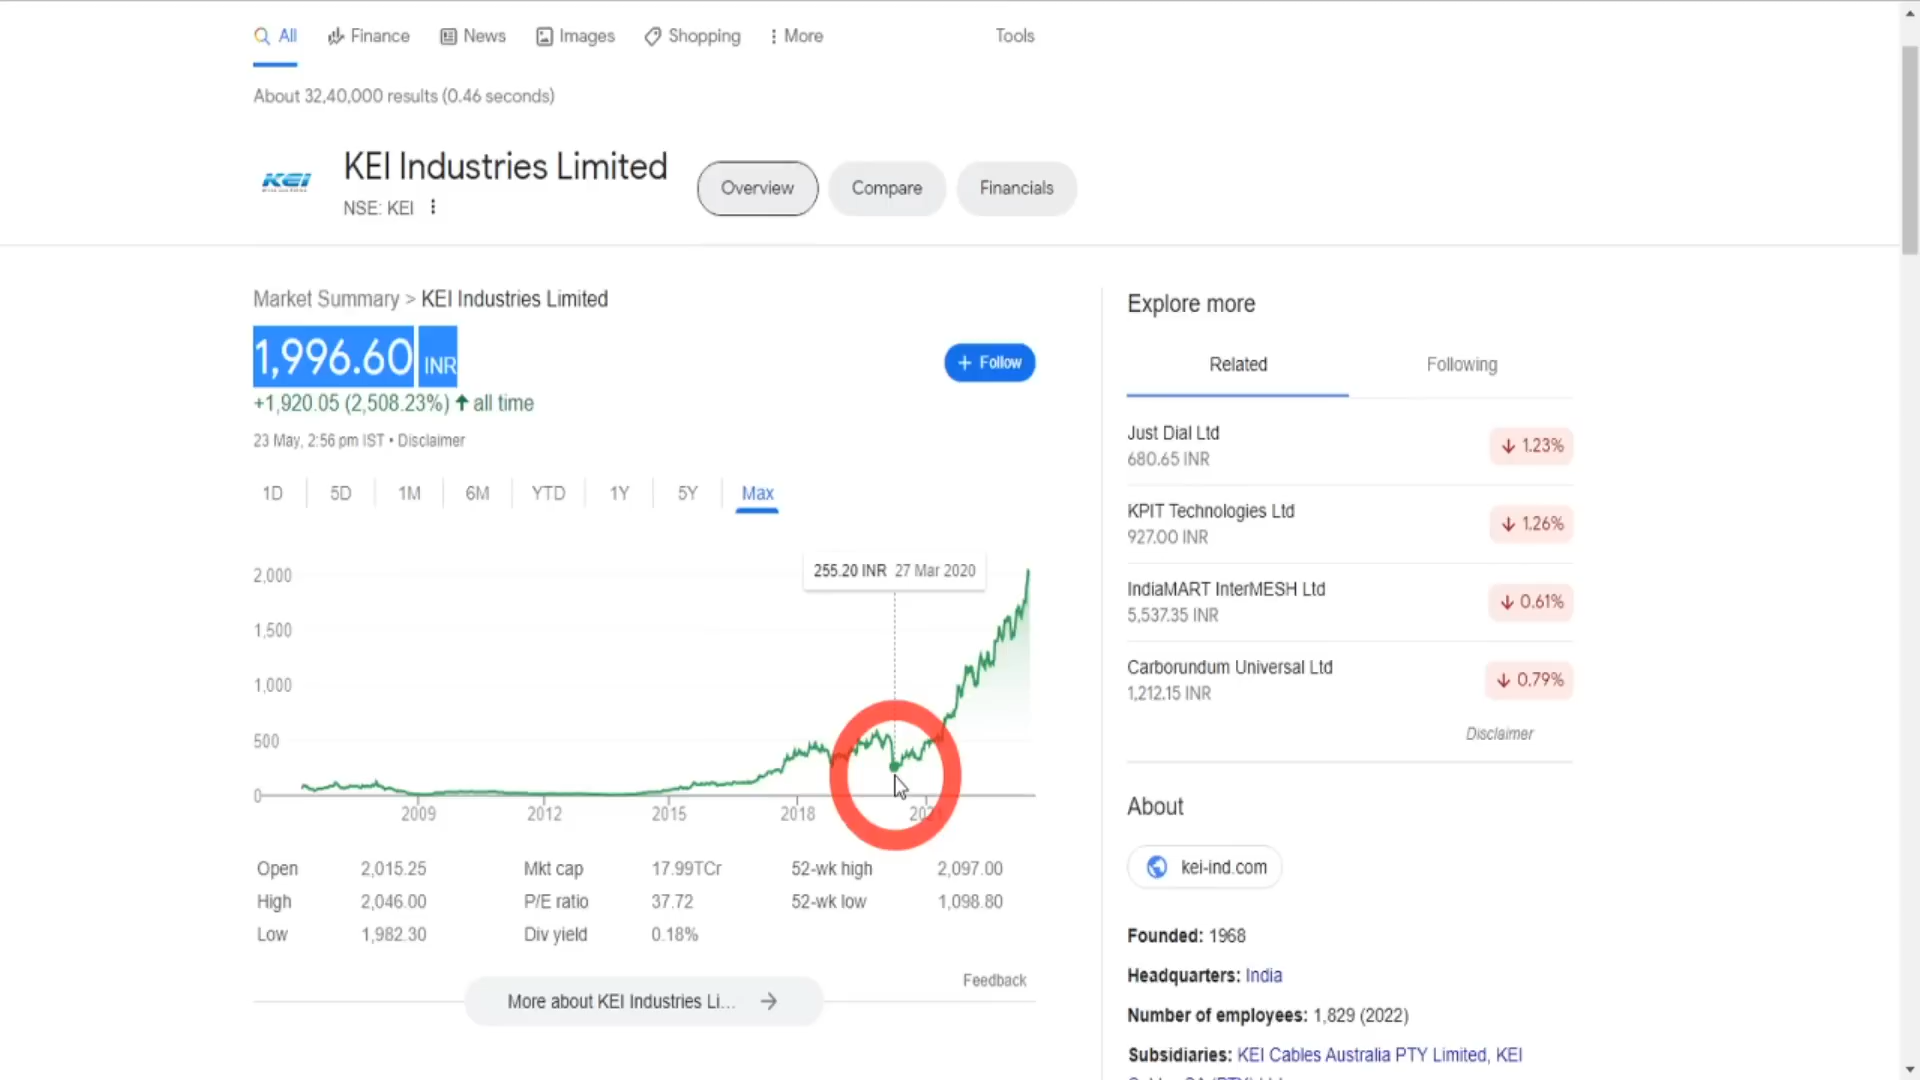 All Finance News Images Shopping More Tools
About 32,40,000 results (0.46 seconds)
KEI
KEI Industries Limited
NSE: KEI
Overview Compare Financials
Market Summary > KEI Industries Limited
1,996.60 INR
+ Follow
+1,920.05 (2,508.23%) ↑ all time
23 May, 2:56 pm IST • Disclaimer
1D 5D 1M 6M YTD 1Y 5Y Max
255.20 INR 27 Mar 2020
2,000
1,500
1,000
500
0
2009 2012 2015 2018
Open 2,015.25 Mkt cap 17.99TCr 52-wk high 2,097.00
High 2,046.00 P/E ratio 37.72 52-wk low 1,098.80
Low 1,982.30 Div yield 0.18%
Feedback
More about KEI Industries Li... →
Explore more
Related Following
Just Dial Ltd
680.65 INR
↓ 1.23%
KPIT Technologies Ltd
927.00 INR
↓ 1.26%
IndiaMART InterMESH Ltd
5,537.35 INR
↓ 0.61%
Carborundum Universal Ltd
1,212.15 INR
↓ 0.79%
Disclaimer
About
kei-ind.com
Founded: 1968
Headquarters: India
Number of employees: 1,829 (2022)
Subsidiaries: KEI Cables Australia PTY Limited, KEI